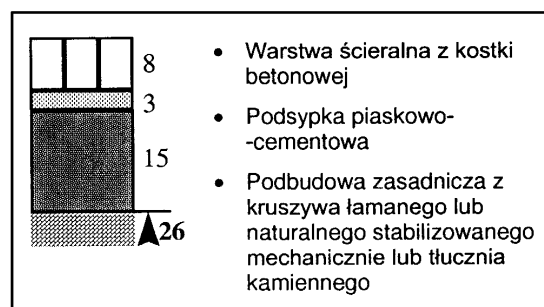 8
3
15
26
• Warstwa ścieralna z kostki
betonowej
• Podsypka piaskowo-
-cementowa
• Podbudowa zasadnicza z
kruszywa łamanego lub
naturalnego stabilizowanego
mechanicznie lub tłucznia
kamiennego